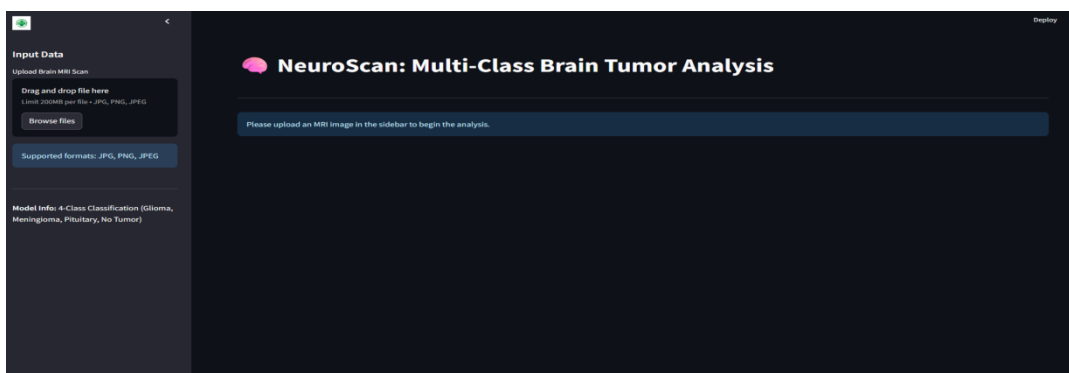 Deploy
Input Data
Upload Brain MRI Scan
Drag and drop file here
Limit 200MB per file • JPG, PNG, JPEG
Browse files
Supported formats: JPG, PNG, JPEG
Model Info: 4-Class Classification (Glioma,
Meningioma, Pituitary, No Tumor)
NeuroScan: Multi-Class Brain Tumor Analysis
Please upload an MRI image in the sidebar to begin the analysis.